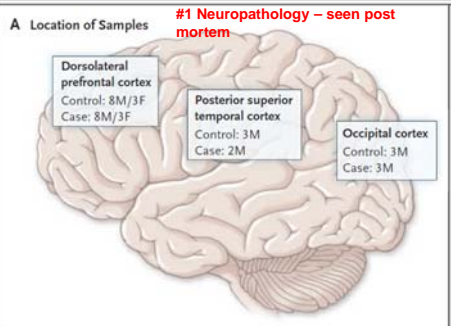 A Location of Samples
#1 Neuropathology – seen post
mortem
Dorsolateral
prefrontal cortex
Control: 8M/3F
Case: 8M/3F
Posterior superior
temporal cortex
Control: 3M
Case: 2M
Occipital cortex
Control: 3M
Case: 3M